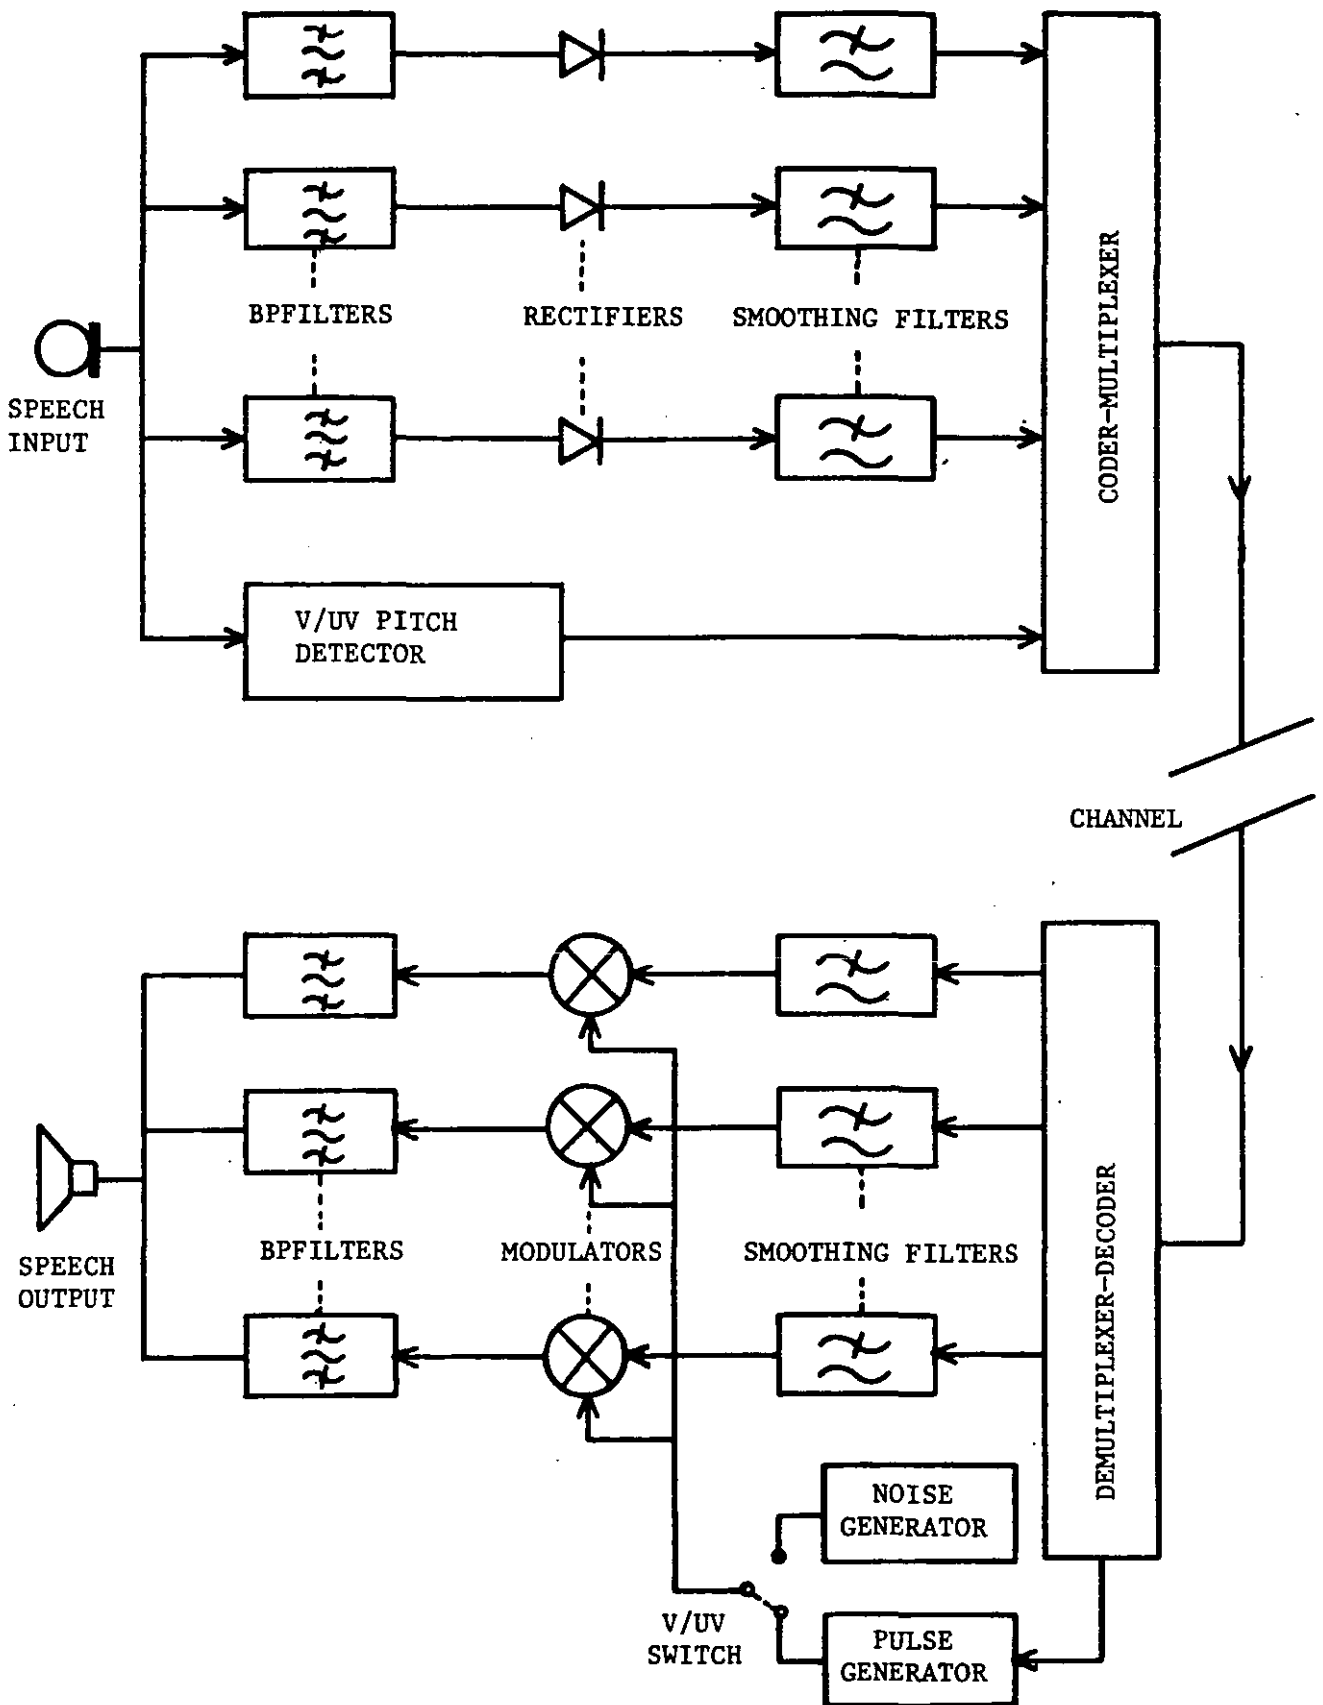 BPFILTERS
RECTIFIERS
SMOOTHING FILTERS
CODER-MULTIPLEXER
SPEECH
INPUT
V/UV PITCH
DETECTOR
CHANNEL
BPFILTERS
MODULATORS
SMOOTHING FILTERS
DEMULTIPLEXER-DECODER
SPEECH
OUTPUT
NOISE
GENERATOR
V/UV
SWITCH
PULSE
GENERATOR